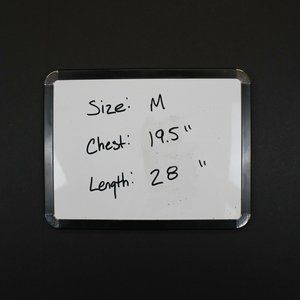 Size: M
Chest: 19.5"
Length: 28 "